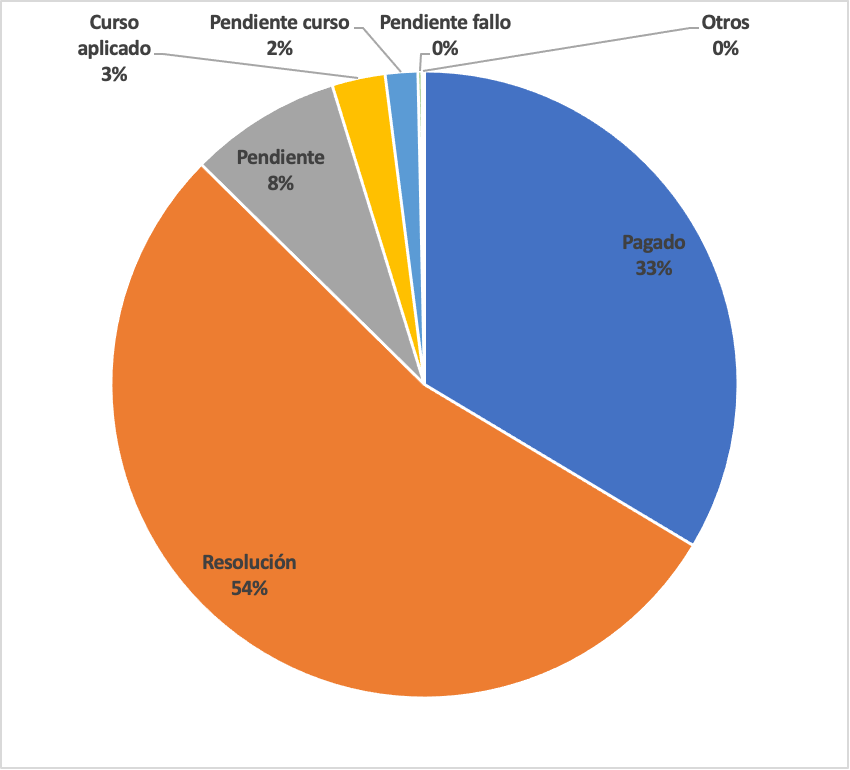 Curso
aplicado
3%
Pendiente curso
2%
Pendiente fallo
0%
Otros
0%
Pendiente
8%
Pagado
33%
Resolución
54%